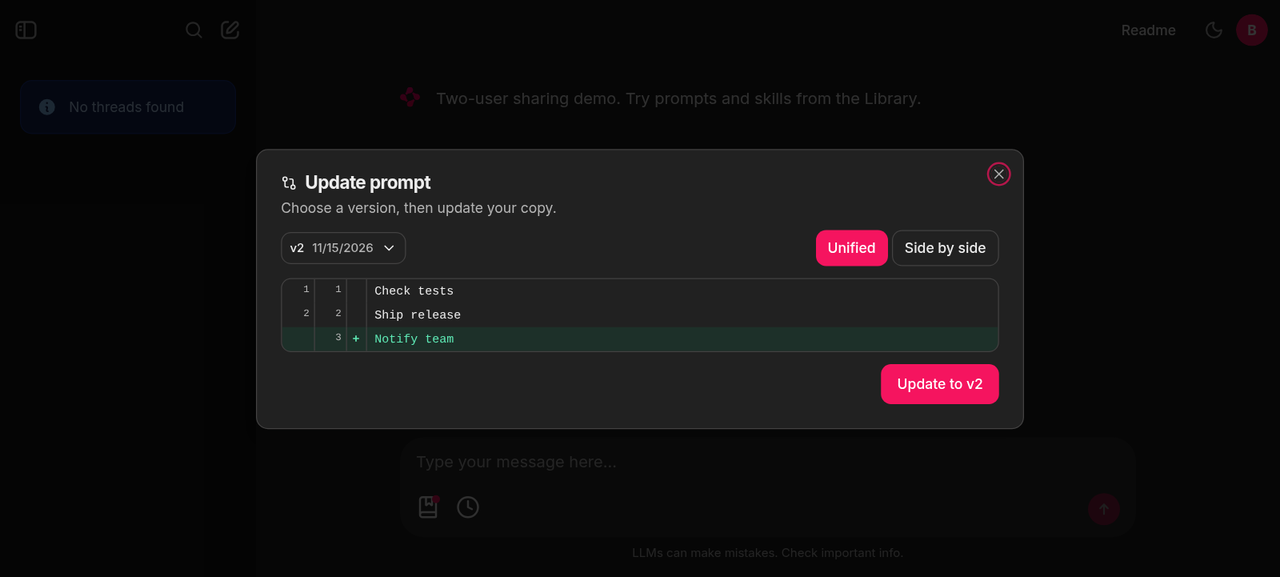 Readme
B
No threads found
Two-user sharing demo. Try prompts and skills from the Library.
Update prompt
Choose a version, then update your copy.
v2 11/15/2026
Unified
Side by side
1 1 Check tests
2 2 Ship release
3 + Notify team
Update to v2
Type your message here...
LLMs can make mistakes. Check important info.